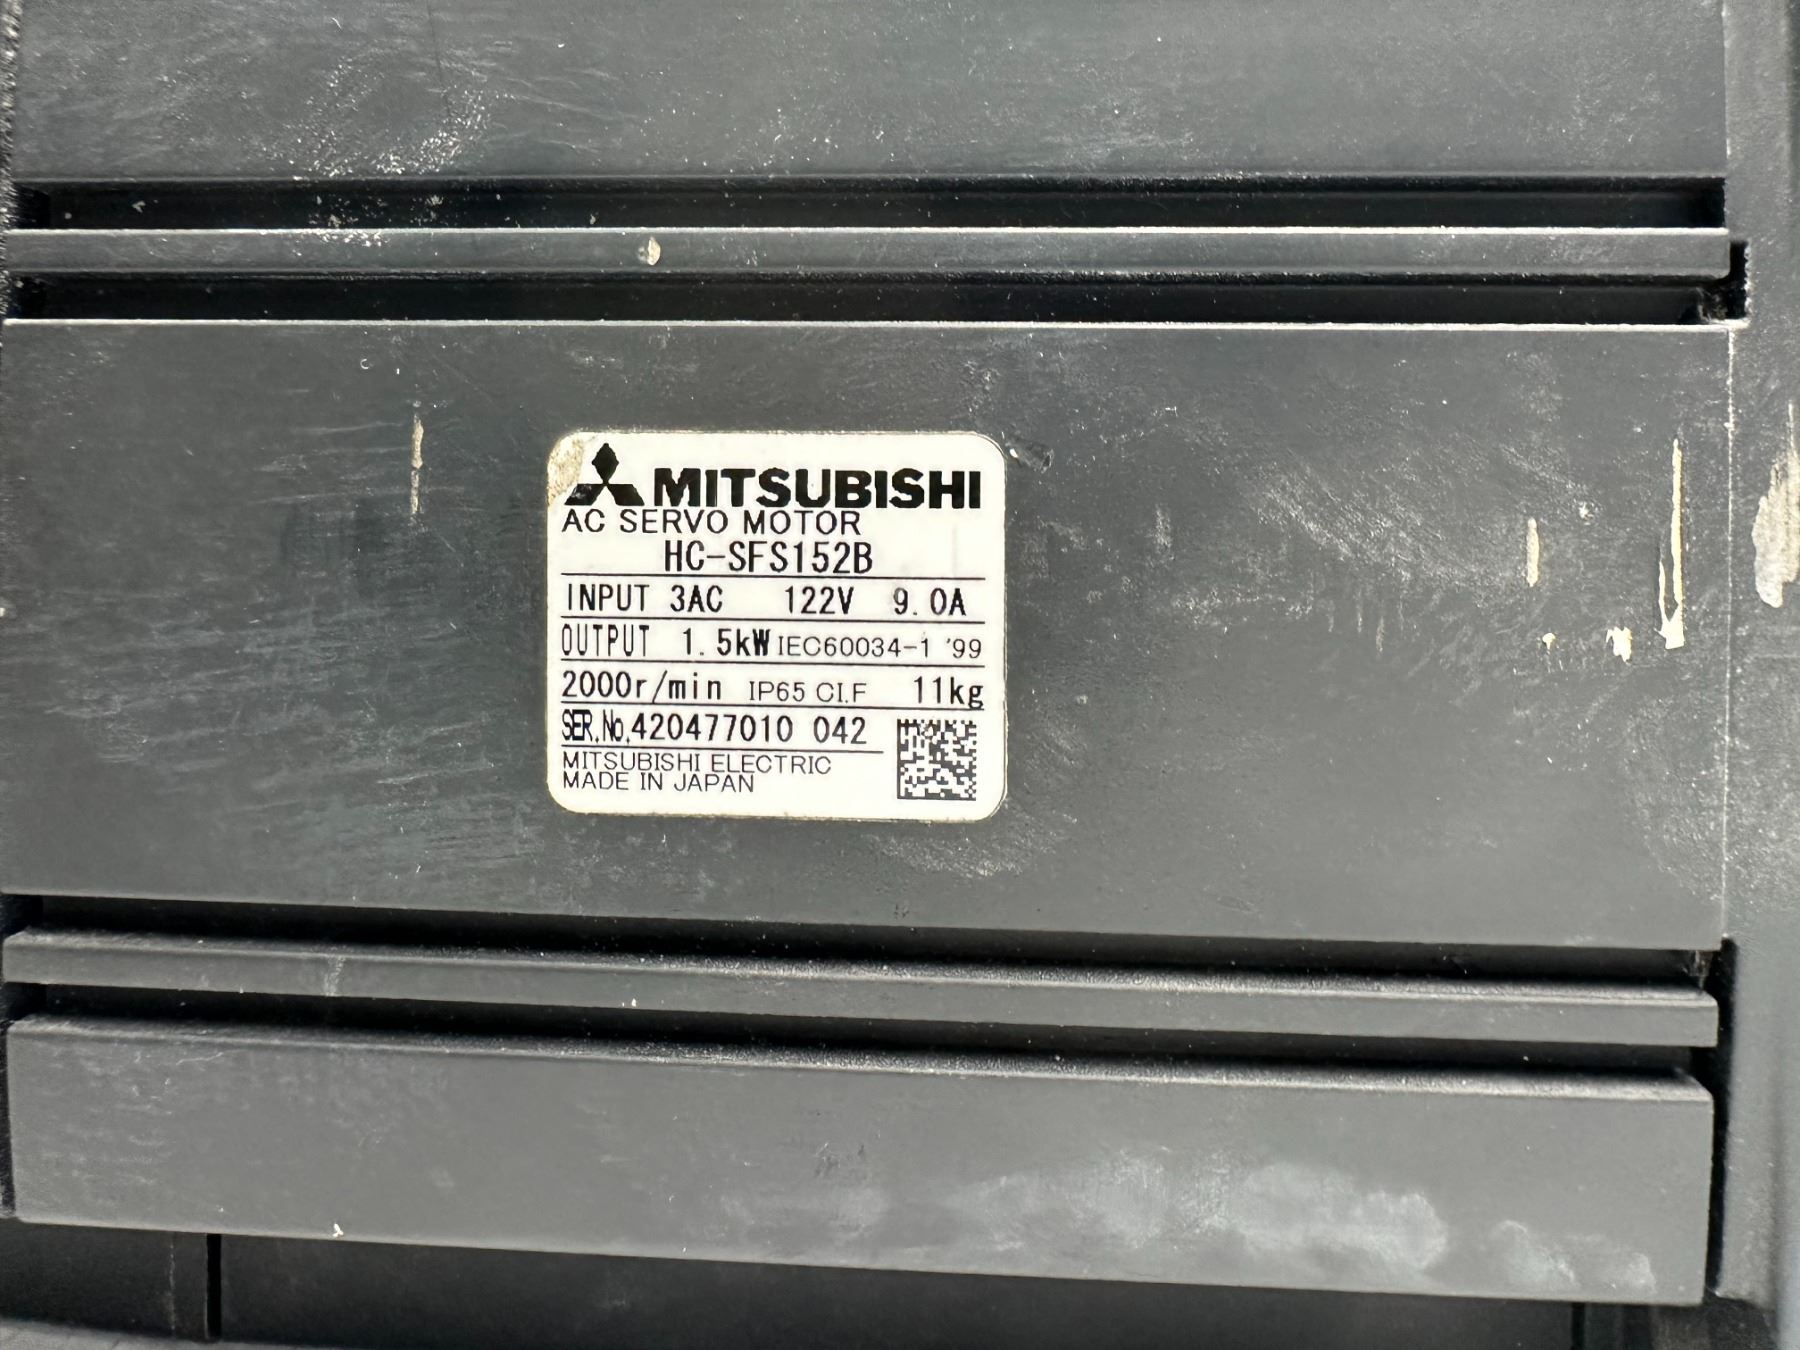 MITSUBISHI
AC SERVO MOTOR
HC-SFS152B
INPUT 3AC 122V 9.0A
OUTPUT 1.5kW IEC60034-1 '99
2000r/min IP65 CI.F 11kg
SER.No.420477010 042
MITSUBISHI ELECTRIC
MADE IN JAPAN